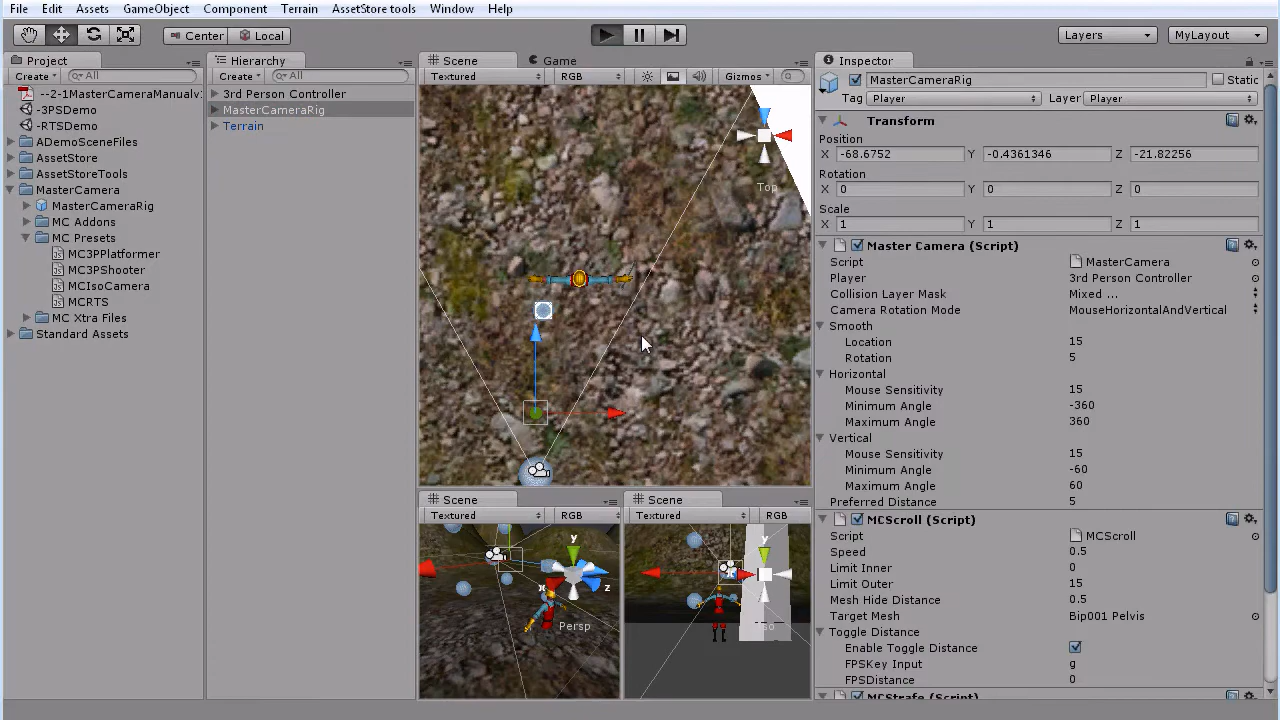 File Edit Assets GameObject Component Terrain AssetStore tools Window Help
Center Local Layers MyLayout
Project
Create All
--2-1MasterCameraManualv:
-3PSDemo
-RTSDemo
ADemoSceneFiles
AssetStore
AssetStoreTools
MasterCamera
MasterCameraRig
MC Addons
MC Presets
MC3PPlatformer
MC3PShooter
MCIsoCamera
MCRTS
MC Xtra Files
Standard Assets
Hierarchy
Create All
3rd Person Controller
MasterCameraRig
Terrain
Scene Game
Textured RGB Gizmos
Top
Scene
Textured RGB
y
x z
Persp
Scene
Textured RGB
y
Inspector
MasterCameraRig Static
Tag Player Layer Player
Transform
Position
X -68.6752 Y -0.4361346 Z -21.82256
Rotation
X 0 Y 0 Z 0
Scale
X 1 Y 1 Z 1
Master Camera (Script)
Script MasterCamera
Player 3rd Person Controller
Collision Layer Mask Mixed ...
Camera Rotation Mode MouseHorizontalAndVertical
Smooth
Location 15
Rotation 5
Horizontal
Mouse Sensitivity 15
Minimum Angle -360
Maximum Angle 360
Vertical
Mouse Sensitivity 15
Minimum Angle -60
Maximum Angle 60
Preferred Distance 5
MCScroll (Script)
Script MCScroll
Speed 0.5
Limit Inner 0
Limit Outer 15
Mesh Hide Distance 0.5
Target Mesh Bip001 Pelvis
Toggle Distance
Enable Toggle Distance
FPSKey Input g
FPSDistance 0
MCStrafe (Script)